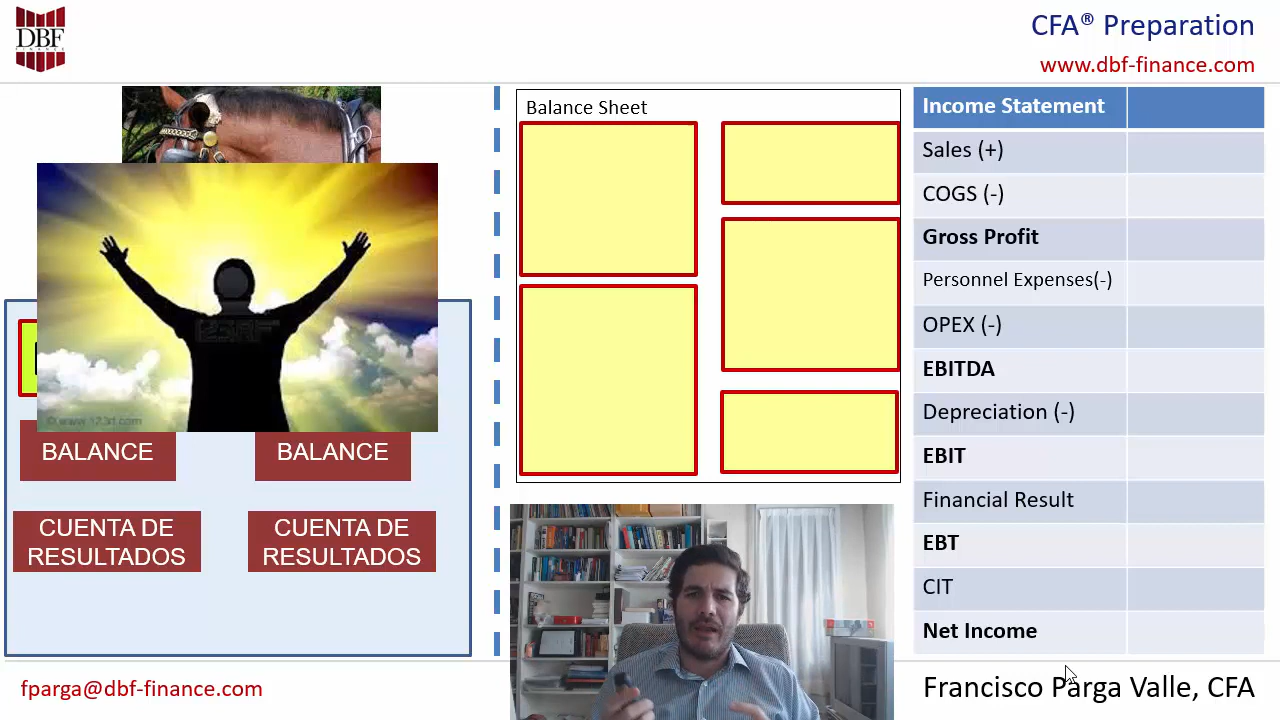 DBF
FINANCE
CFA® Preparation
www.dbf-finance.com
BALANCE
BALANCE
CUENTA DE
RESULTADOS
CUENTA DE
RESULTADOS
Balance Sheet
Income Statement
Sales (+)
COGS (-)
Gross Profit
Personnel Expenses(-)
OPEX (-)
EBITDA
Depreciation (-)
EBIT
Financial Result
EBT
CIT
Net Income
fparga@dbf-finance.com
Francisco Parga Valle, CFA